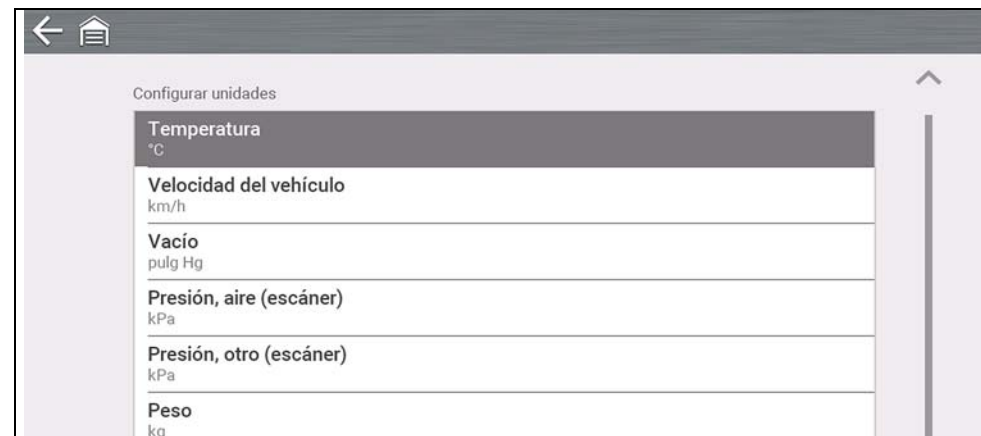 Configurar unidades
Temperatura
°C
Velocidad del vehículo
km/h
Vacío
pulg Hg
Presión, aire (escáner)
kPa
Presión, otro (escáner)
kPa
Peso
kg